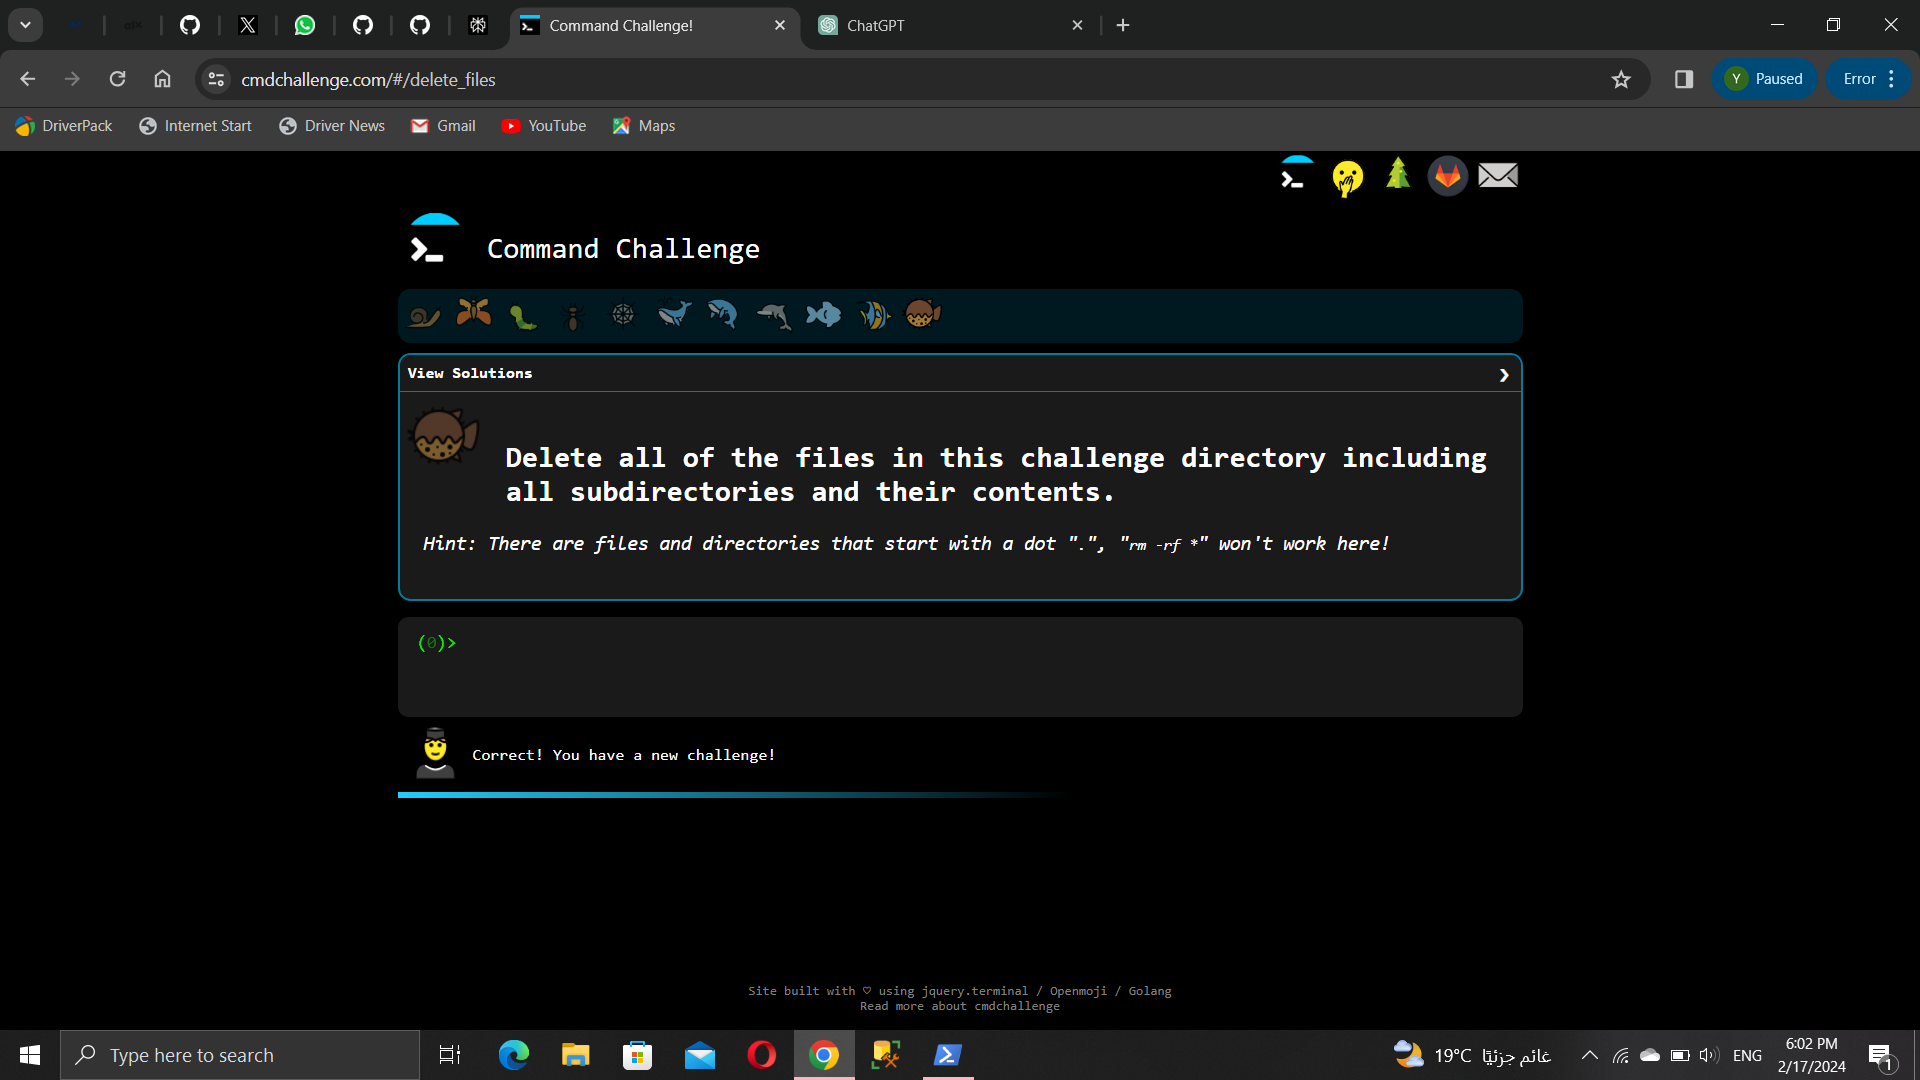 Command Challenge!
ChatGPT
cmdchallenge.com/#/delete_files
Y Paused
Error
DriverPack
Internet Start
Driver News
Gmail
YouTube
Maps
Command Challenge
View Solutions
Delete all of the files in this challenge directory including
all subdirectories and their contents.
Hint: There are files and directories that start with a dot ".", "rm -rf *" won't work here!
(0)>
Correct! You have a new challenge!
Site built with ♡ using jquery.terminal / Openmoji / Golang
Read more about cmdchallenge
Type here to search
19°C غائم جزئيًا
ENG
6:02 PM
2/17/2024
1